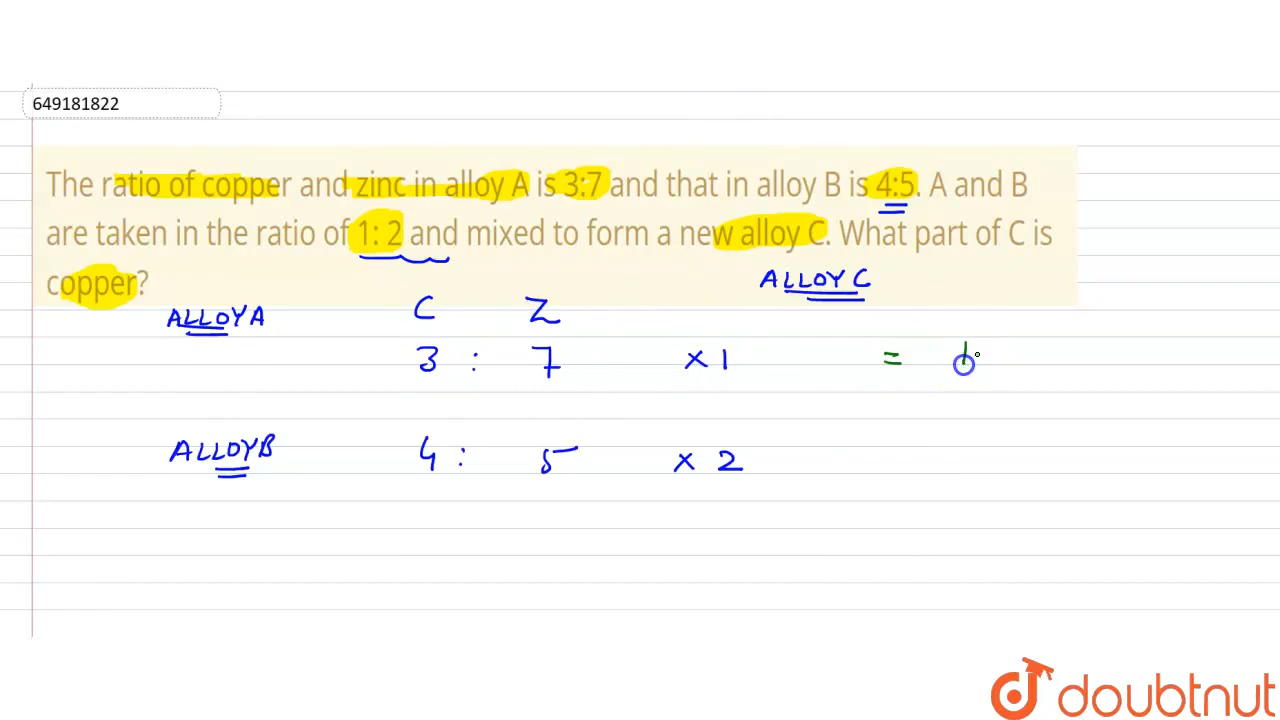 649181822
The ratio of copper and zinc in alloy A is 3:7 and that in alloy B is 4:5. A and B
are taken in the ratio of 1: 2 and mixed to form a new alloy C. What part of C is
copper?
ALLOY C
ALLOY A C Z
3 : 7 × 1 = 1
ALLOY B 4 : 5 × 2
doubtnut